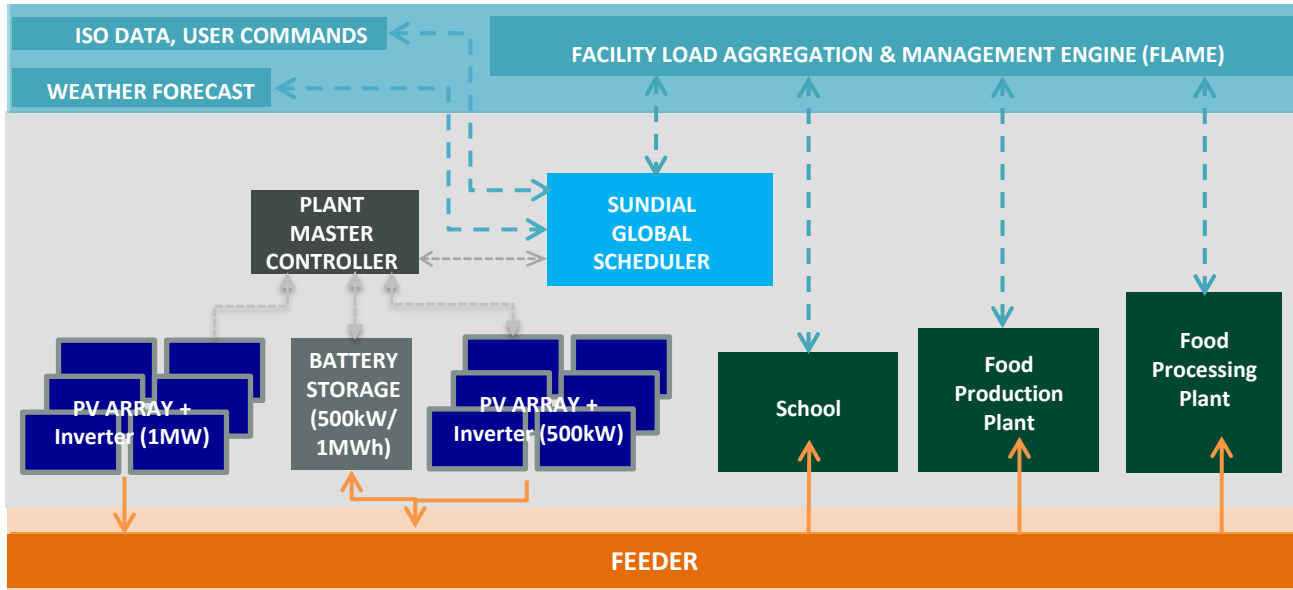 ISO DATA, USER COMMANDS
FACILITY LOAD AGGREGATION & MANAGEMENT ENGINE (FLAME)
WEATHER FORECAST
PLANT
MASTER
CONTROLLER
SUNDIAL
GLOBAL
SCHEDULER
PV ARRAY +
Inverter (1MW)
BATTERY
STORAGE
(500kW/
1MWh)
PV ARRAY +
Inverter (500kW)
School
Food
Production
Plant
Food
Processing
Plant
FEEDER